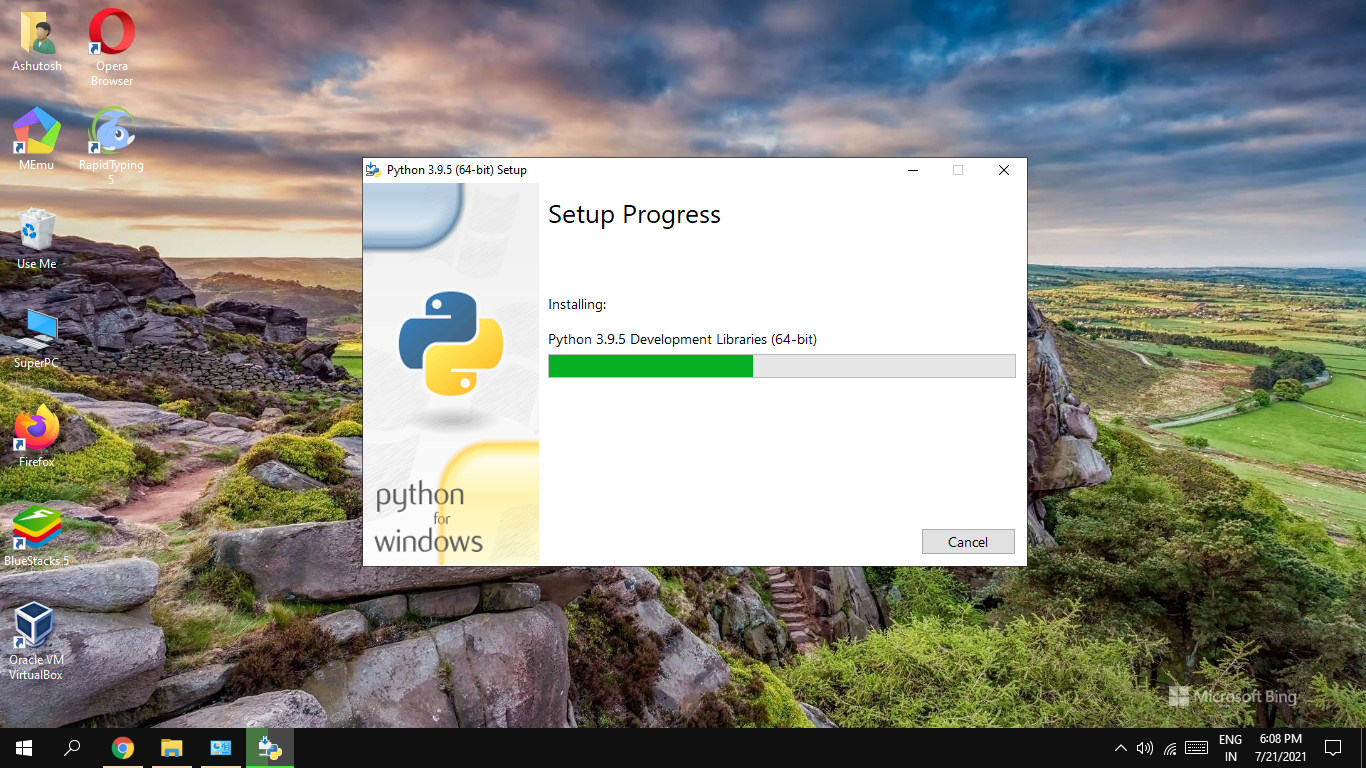 Ashutosh
Opera
Browser
MEmu
RapidTyping
5
Use Me
SuperPC
Firefox
BlueStacks 5
Oracle VM
VirtualBox
Python 3.9.5 (64-bit) Setup
Setup Progress
Installing:
Python 3.9.5 Development Libraries (64-bit)
python
for
windows
Cancel
Microsoft Bing
ENG
IN
6:08 PM
7/21/2021